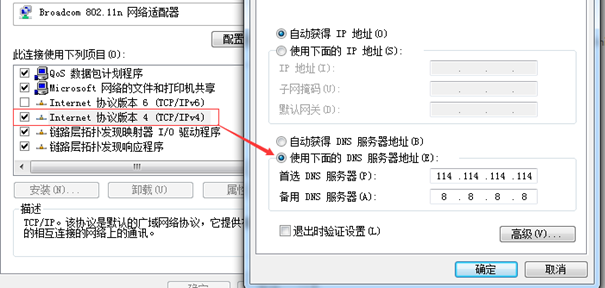 Broadcom 802.11n 网络适配器
配置
此连接使用下列项目(O):
QoS 数据包计划程序
Microsoft 网络的文件和打印机共享
Internet 协议版本 6 (TCP/IPv6)
Internet 协议版本 4 (TCP/IPv4)
链路层拓扑发现映射器 I/O 驱动程序
链路层拓扑发现响应程序
安装(N)...
卸载(U)
属性
描述
TCP/IP。该协议是默认的广域网络协议，它提供
的相互连接的网络上的通讯。
自动获得 IP 地址(O)
使用下面的 IP 地址(S):
IP 地址(I):
子网掩码(U):
默认网关(D):
自动获得 DNS 服务器地址(B)
使用下面的 DNS 服务器地址(E):
首选 DNS 服务器(P):
114 .114 .114 .114
备用 DNS 服务器(A):
8 . 8 . 8 . 8
退出时验证设置(L)
高级(V)...
确定
取消